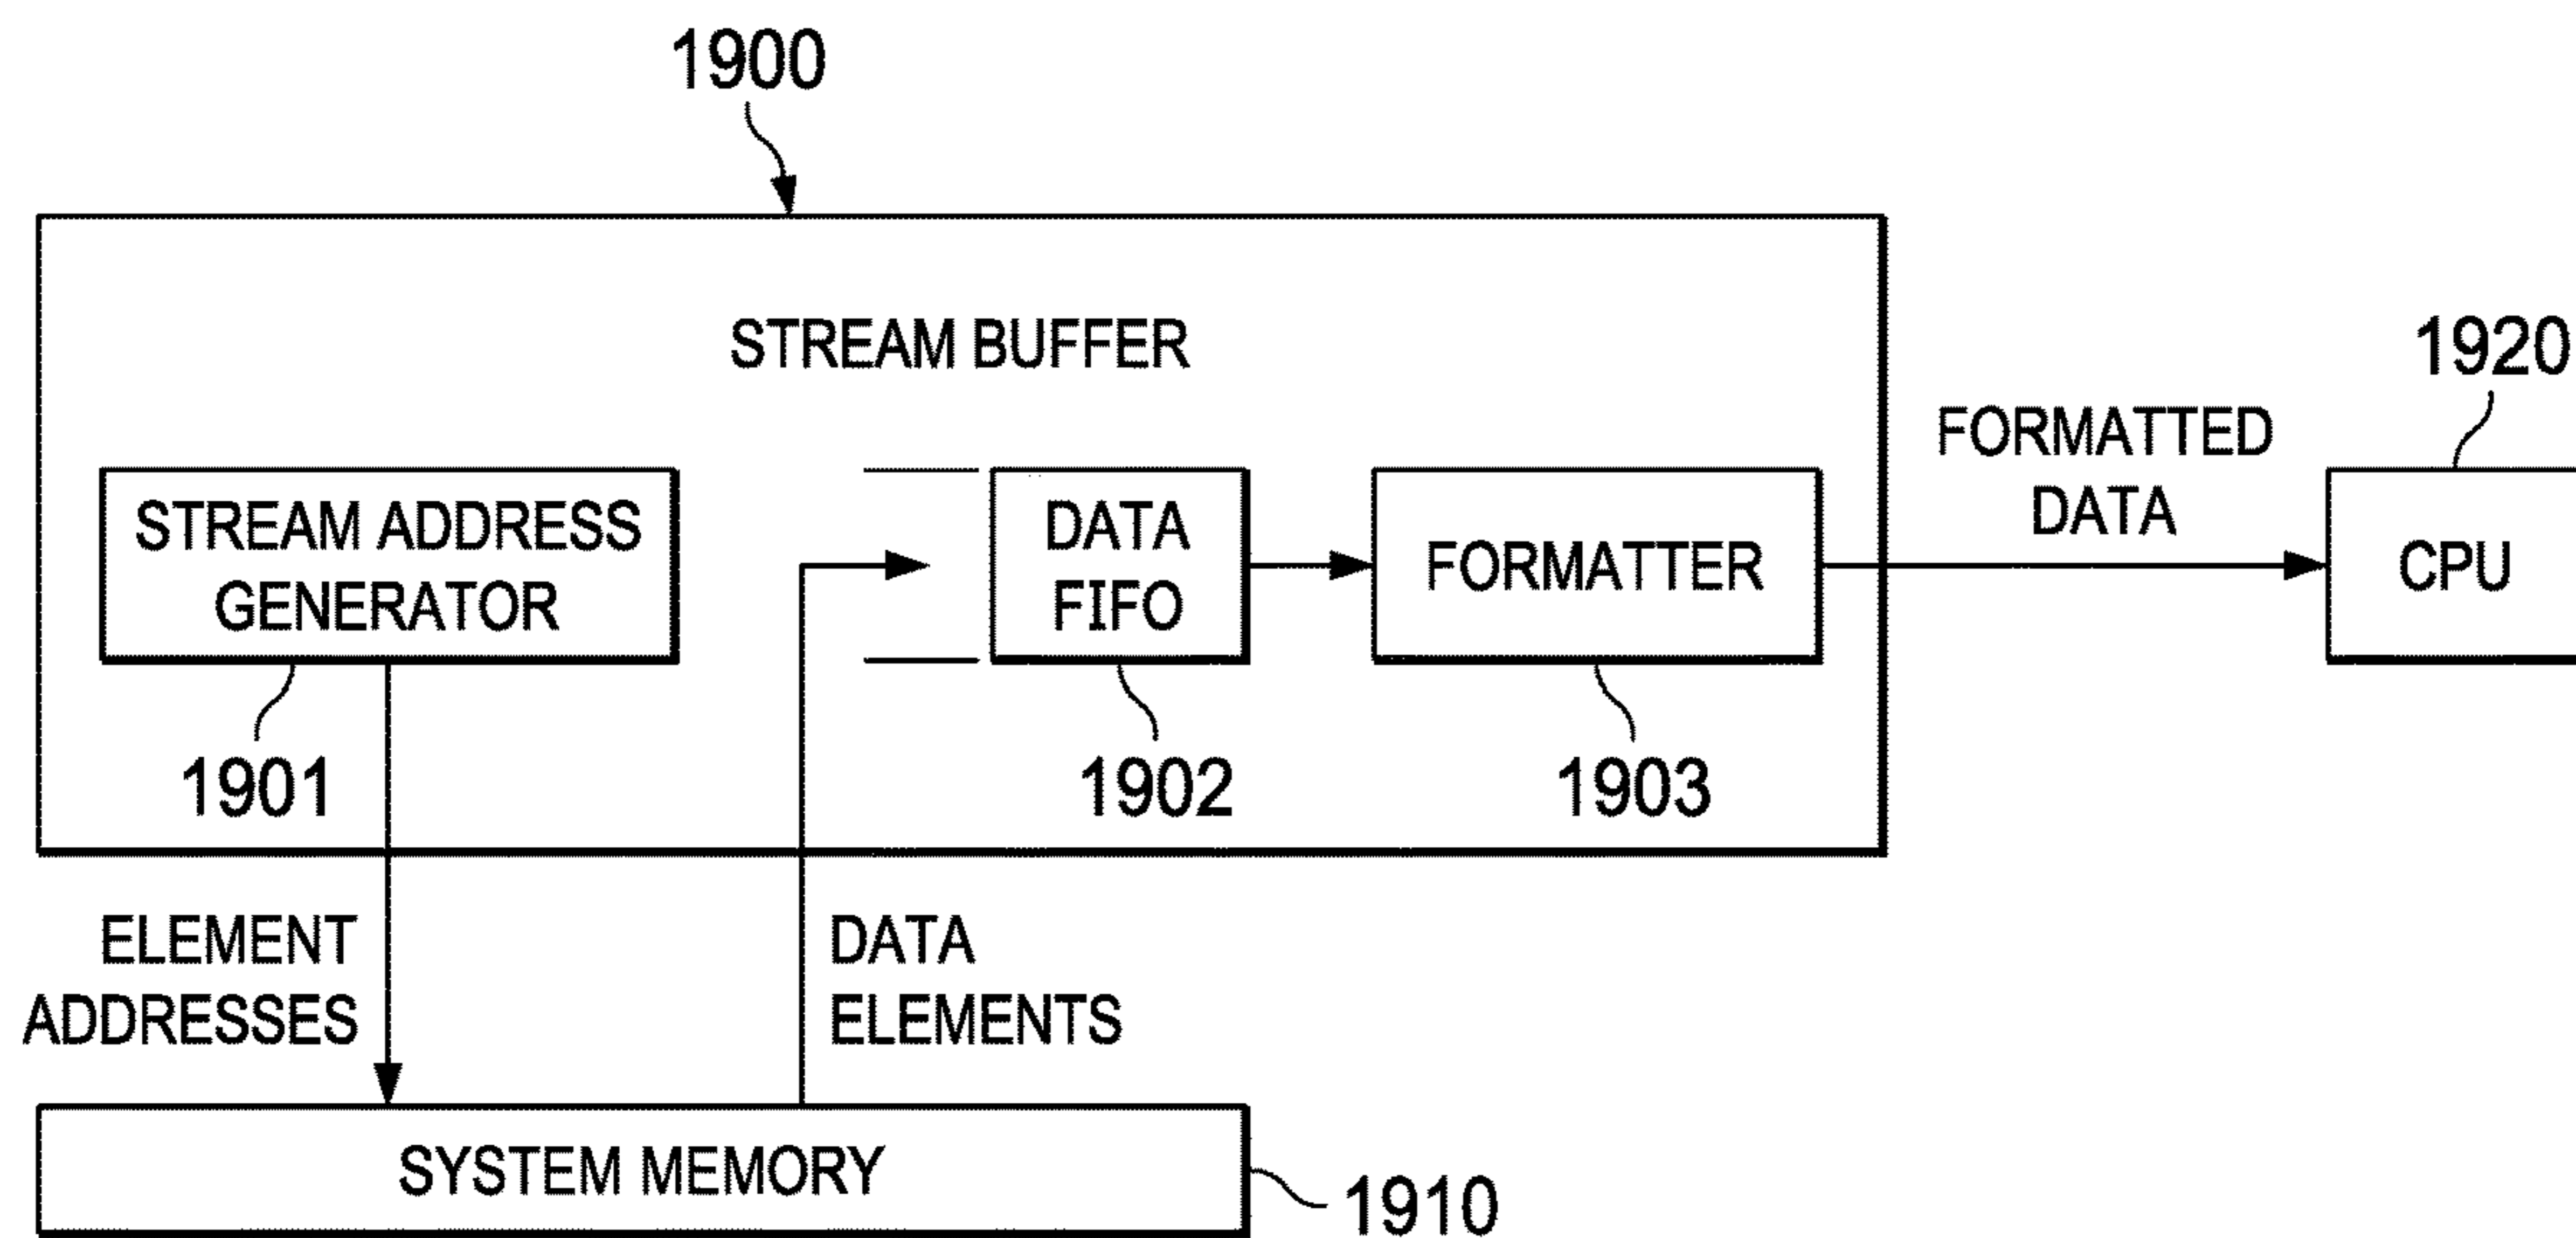 1900
STREAM BUFFER
1920
FORMATTED
DATA
STREAM ADDRESS
GENERATOR
DATA
FIFO
FORMATTER
CPU
1901
1902
1903
ELEMENT
ADDRESSES
DATA
ELEMENTS
SYSTEM MEMORY
1910